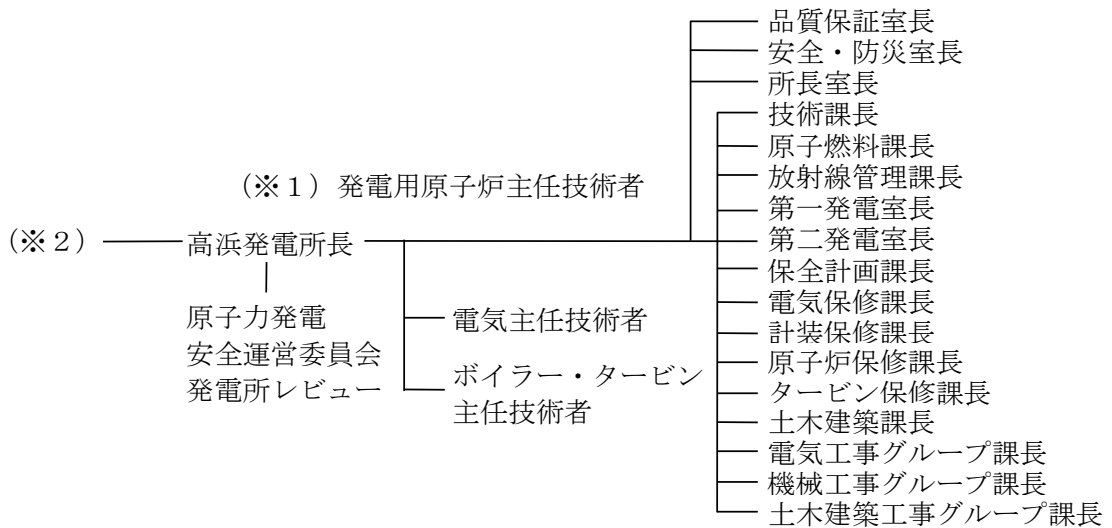 品質保証室長
安全・防災室長
所長室長
技術課長
原子燃料課長
放射線管理課長
(※1)発電用原子炉主任技術者
第一発電室長
(※2)
高浜発電所長
第二発電室長
保全計画課長
原子力発電
安全運営委員会
発電所レビュー
電気主任技術者
ボイラー・タービン
主任技術者
電気保修課長
計装保修課長
原子炉保修課長
タービン保修課長
土木建築課長
電気工事グループ課長
機械工事グループ課長
土木建築工事グループ課長